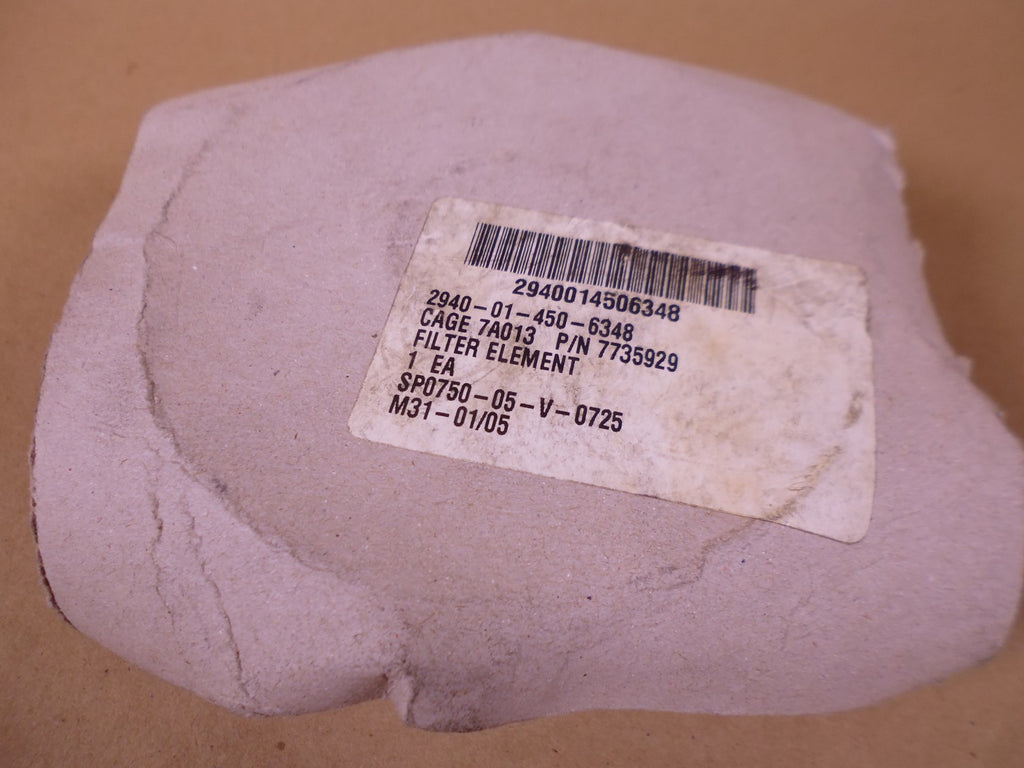 2940014506348
2940-01-450-6348
CAGE 7A013 P/N 7735929
FILTER ELEMENT
1 EA
SP0750-05-V-0725
M31-01/05